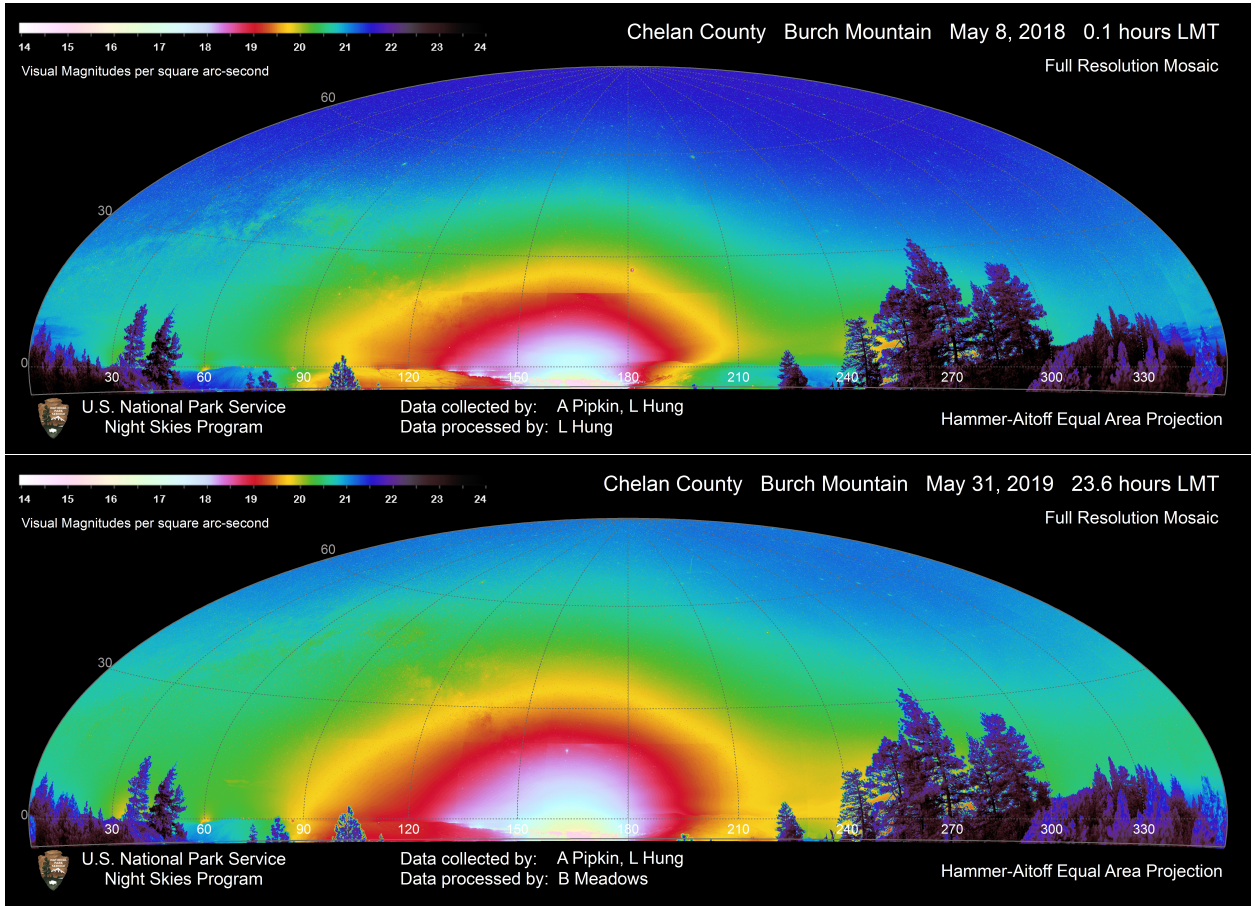 Chelan County Burch Mountain May 8, 2018 0.1 hours LMT
14 15 16 17 18 19 20 21 22 23 24
Visual Magnitudes per square arc-second
Full Resolution Mosaic
60
30
0
30 60 90 120 150 180 210 240 270 300 330
U.S. National Park Service
Night Skies Program
Data collected by: A Pipkin, L Hung
Data processed by: L Hung
Hammer-Aitoff Equal Area Projection
Chelan County Burch Mountain May 31, 2019 23.6 hours LMT
14 15 16 17 18 19 20 21 22 23 24
Visual Magnitudes per square arc-second
Full Resolution Mosaic
60
30
0
30 60 90 120 150 180 210 240 270 300 330
U.S. National Park Service
Night Skies Program
Data collected by: A Pipkin, L Hung
Data processed by: B Meadows
Hammer-Aitoff Equal Area Projection